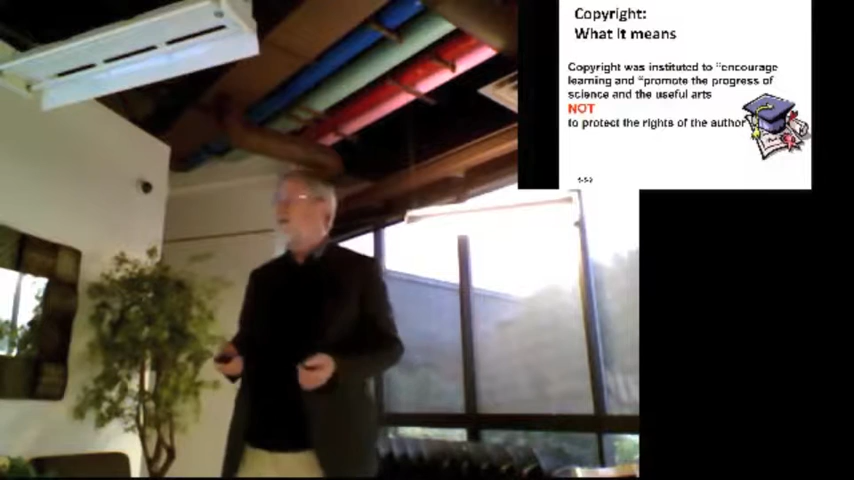 Copyright:
What it means
Copyright was instituted to "encourage
learning and "promote the progress of
science and the useful arts
NOT
to protect the rights of the author